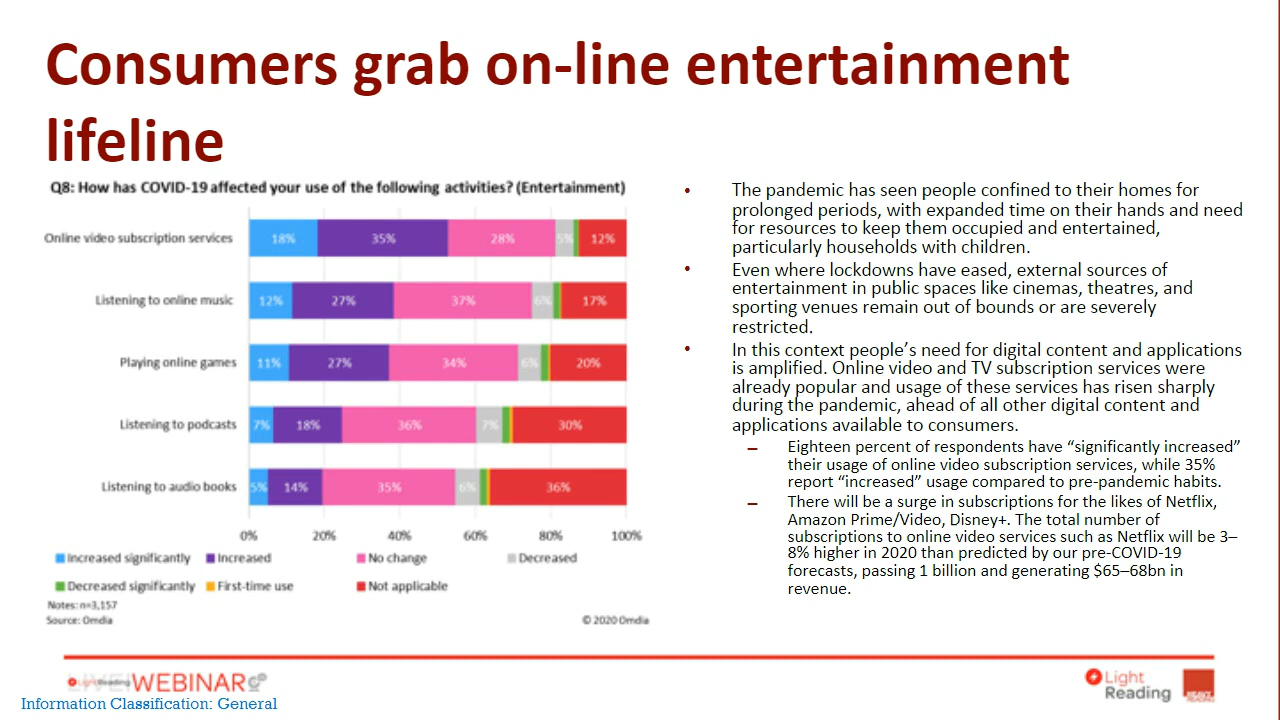 Consumers grab on-line entertainment
lifeline
Q8: How has COVID-19 affected your use of the following activities? (Entertainment)
Online video subscription services 18% 35% 28% 5% 12%
Listening to online music 12% 27% 37% 6% 17%
Playing online games 11% 27% 34% 6% 20%
Listening to podcasts 7% 18% 36% 7% 30%
Listening to audio books 5% 14% 35% 6% 36%
0% 20% 40% 60% 80% 100%
Increased significantly Increased No change Decreased
Decreased significantly First-time use Not applicable
Notes: n=3,157
Source: Omdia © 2020 Omdia
• The pandemic has seen people confined to their homes for
prolonged periods, with expanded time on their hands and need
for resources to keep them occupied and entertained,
particularly households with children.
• Even where lockdowns have eased, external sources of
entertainment in public spaces like cinemas, theatres, and
sporting venues remain out of bounds or are severely
restricted.
• In this context people’s need for digital content and applications
is amplified. Online video and TV subscription services were
already popular and usage of these services has risen sharply
during the pandemic, ahead of all other digital content and
applications available to consumers.
– Eighteen percent of respondents have “significantly increased”
their usage of online video subscription services, while 35%
report “increased” usage compared to pre-pandemic habits.
– There will be a surge in subscriptions for the likes of Netflix,
Amazon Prime/Video, Disney+. The total number of
subscriptions to online video services such as Netflix will be 3–
8% higher in 2020 than predicted by our pre-COVID-19
forecasts, passing 1 billion and generating $65–68bn in
revenue.
LightReading
LIVE! WEBINAR
Light
Reading
Information Classification: General